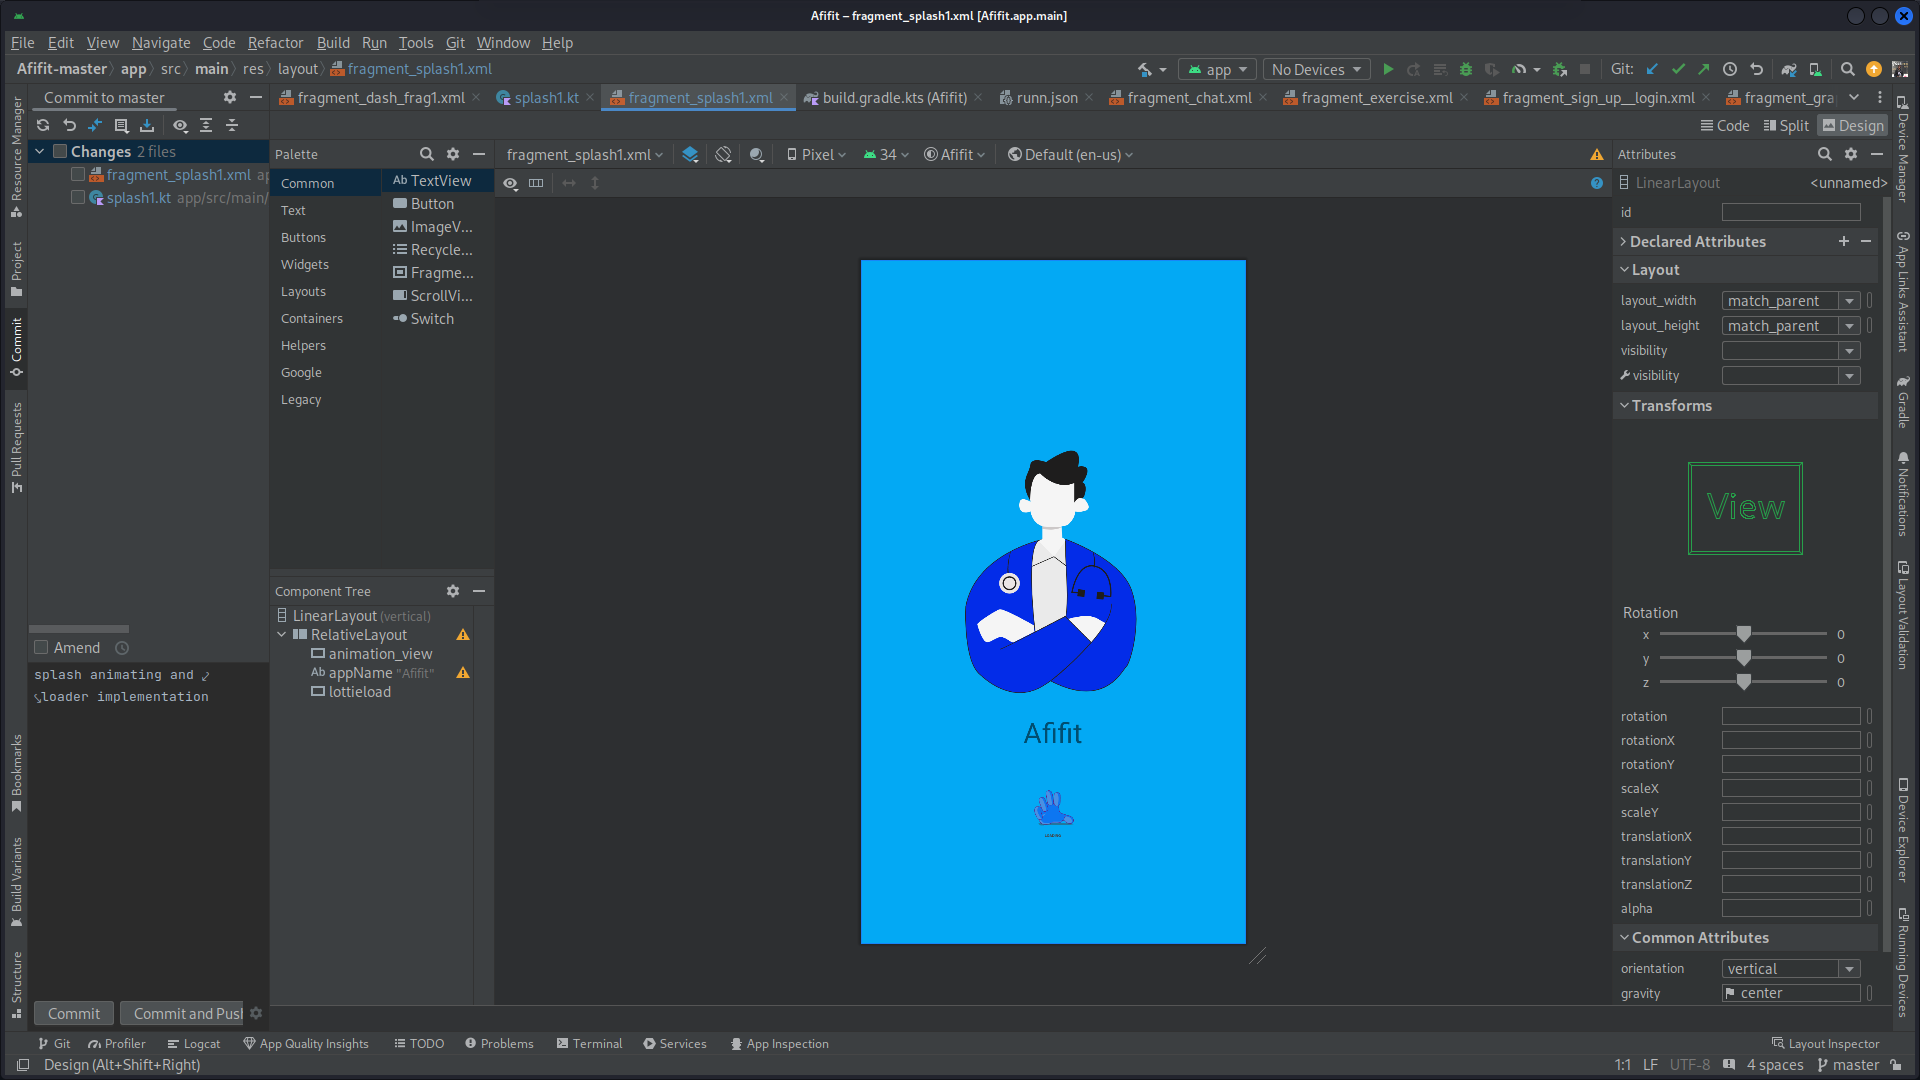 Afifit – fragment_splash1.xml [Afifit.app.main]
File Edit View Navigate Code Refactor Build Run Tools Git Window Help
Afifit-master app src main res layout fragment_splash1.xml
app No Devices Git:
Commit to master
fragment_dash_frag1.xml splash1.kt fragment_splash1.xml build.gradle.kts (Afifit) runn.json fragment_chat.xml fragment_exercise.xml fragment_sign_up__login.xml fragment_gra
Code Split Design
Changes 2 files
fragment_splash1.xml ap
splash1.kt app/src/main/
Amend
splash animating and
loader implementation
Commit Commit and Pus
Palette
Common
Text
Buttons
Widgets
Layouts
Containers
Helpers
Google
Legacy
Ab TextView
Button
ImageV...
Recycle...
Fragme...
ScrollVi...
Switch
Component Tree
LinearLayout (vertical)
RelativeLayout
animation_view
Ab appName "Afifit"
lottieload
fragment_splash1.xml Pixel 34 Afifit Default (en-us)
Afifit
LOADING
Attributes
LinearLayout <unnamed>
id
Declared Attributes
Layout
layout_width match_parent
layout_height match_parent
visibility
visibility
Transforms
View
Rotation
x 0
y 0
z 0
rotation
rotationX
rotationY
scaleX
scaleY
translationX
translationY
translationZ
alpha
Common Attributes
orientation vertical
gravity center
Resource Manager
Project
Commit
Pull Requests
Bookmarks
Build Variants
Structure
Device Manager
App Links Assistant
Gradle
Notifications
Layout Validation
Device Explorer
Running Devices
Git Profiler Logcat App Quality Insights TODO Problems Terminal Services App Inspection Layout Inspector
Design (Alt+Shift+Right) 1:1 LF UTF-8 4 spaces master